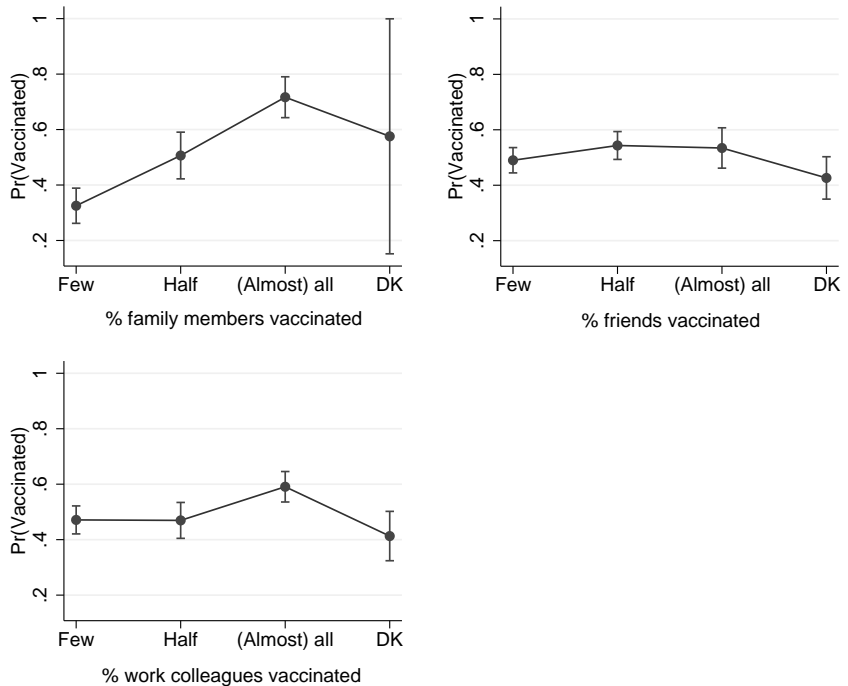 Pr(Vaccinated)
1
.8
.6
.4
.2
Few Half (Almost) all DK
% family members vaccinated
Pr(Vaccinated)
1
.8
.6
.4
.2
Few Half (Almost) all DK
% friends vaccinated
Pr(Vaccinated)
1
.8
.6
.4
.2
Few Half (Almost) all DK
% work colleagues vaccinated